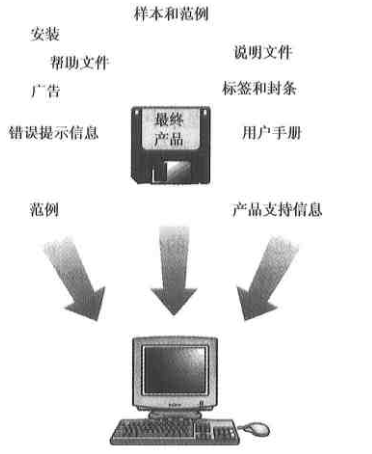 样本和范例
安装
帮助文件
说明文件
广告
标签和封条
最终
产品
错误提示信息
用户手册
范例
产品支持信息